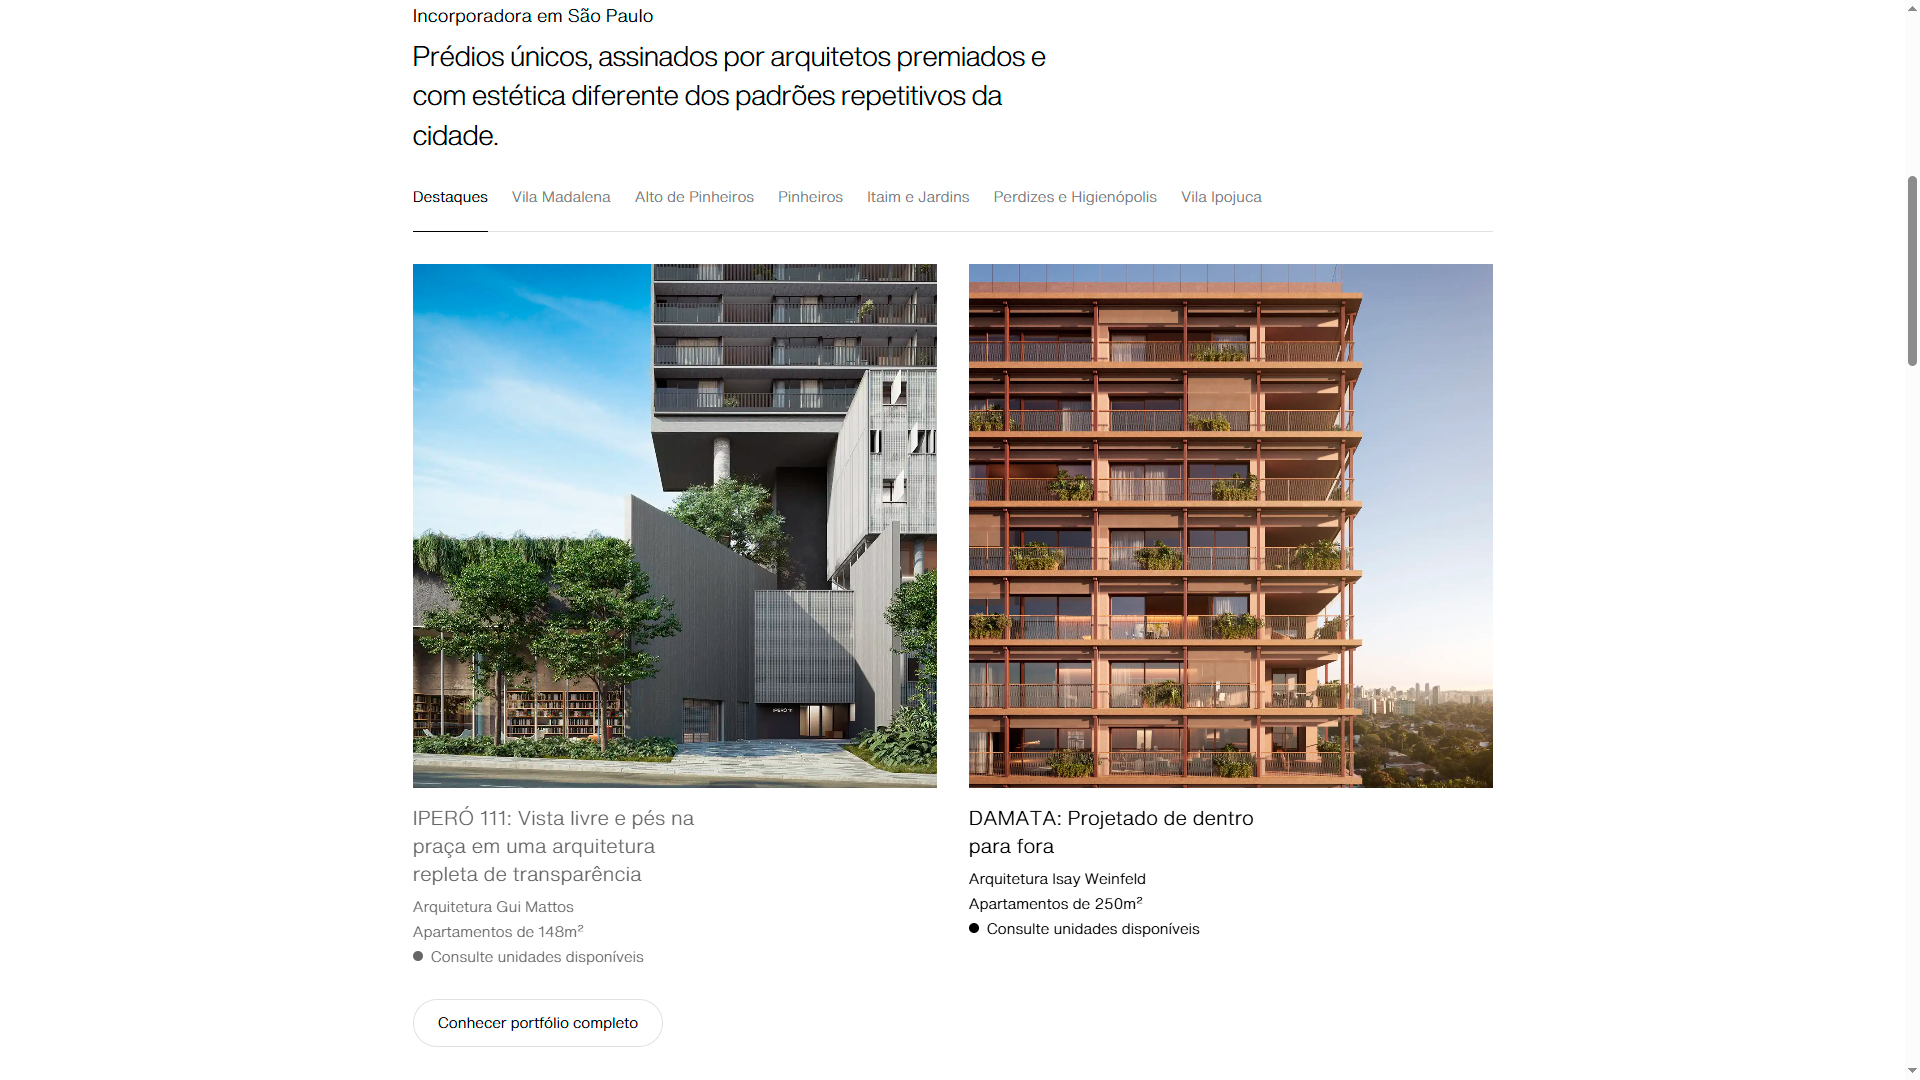 Incorporadora em São Paulo
Prédios únicos, assinados por arquitetos premiados e
com estética diferente dos padrões repetitivos da
cidade.
Destaques Vila Madalena Alto de Pinheiros Pinheiros Itaim e Jardins Perdizes e Higienópolis Vila Ipojuca
IPERÓ 111
IPERÓ 111: Vista livre e pés na
praça em uma arquitetura
repleta de transparência
Arquitetura Gui Mattos
Apartamentos de 148m²
Consulte unidades disponíveis
DAMATA: Projetado de dentro
para fora
Arquitetura Isay Weinfeld
Apartamentos de 250m²
Consulte unidades disponíveis
Conhecer portfólio completo